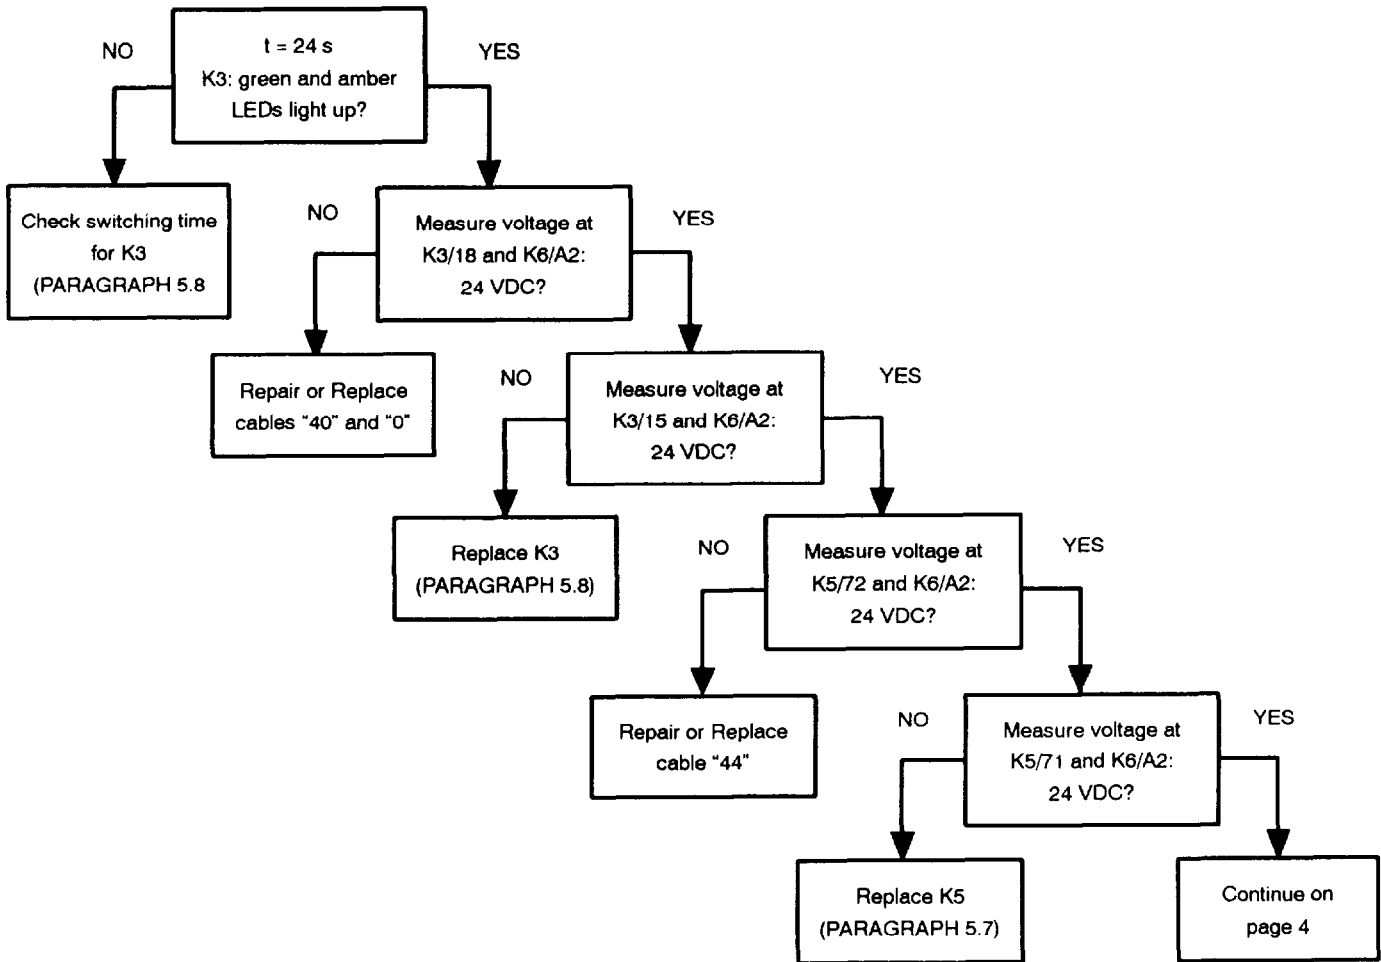 NO
t = 24 s
K3: green and amber
LEDs light up?
YES
Check switching time
for K3
(PARAGRAPH 5.8
NO
Measure voltage at
K3/18 and K6/A2:
24 VDC?
YES
Repair or Replace
cables "40" and "0"
NO
Measure voltage at
K3/15 and K6/A2:
24 VDC?
YES
Replace K3
(PARAGRAPH 5.8)
NO
Measure voltage at
K5/72 and K6/A2:
24 VDC?
YES
Repair or Replace
cable "44"
NO
Measure voltage at
K5/71 and K6/A2:
24 VDC?
YES
Replace K5
(PARAGRAPH 5.7)
Continue on
page 4